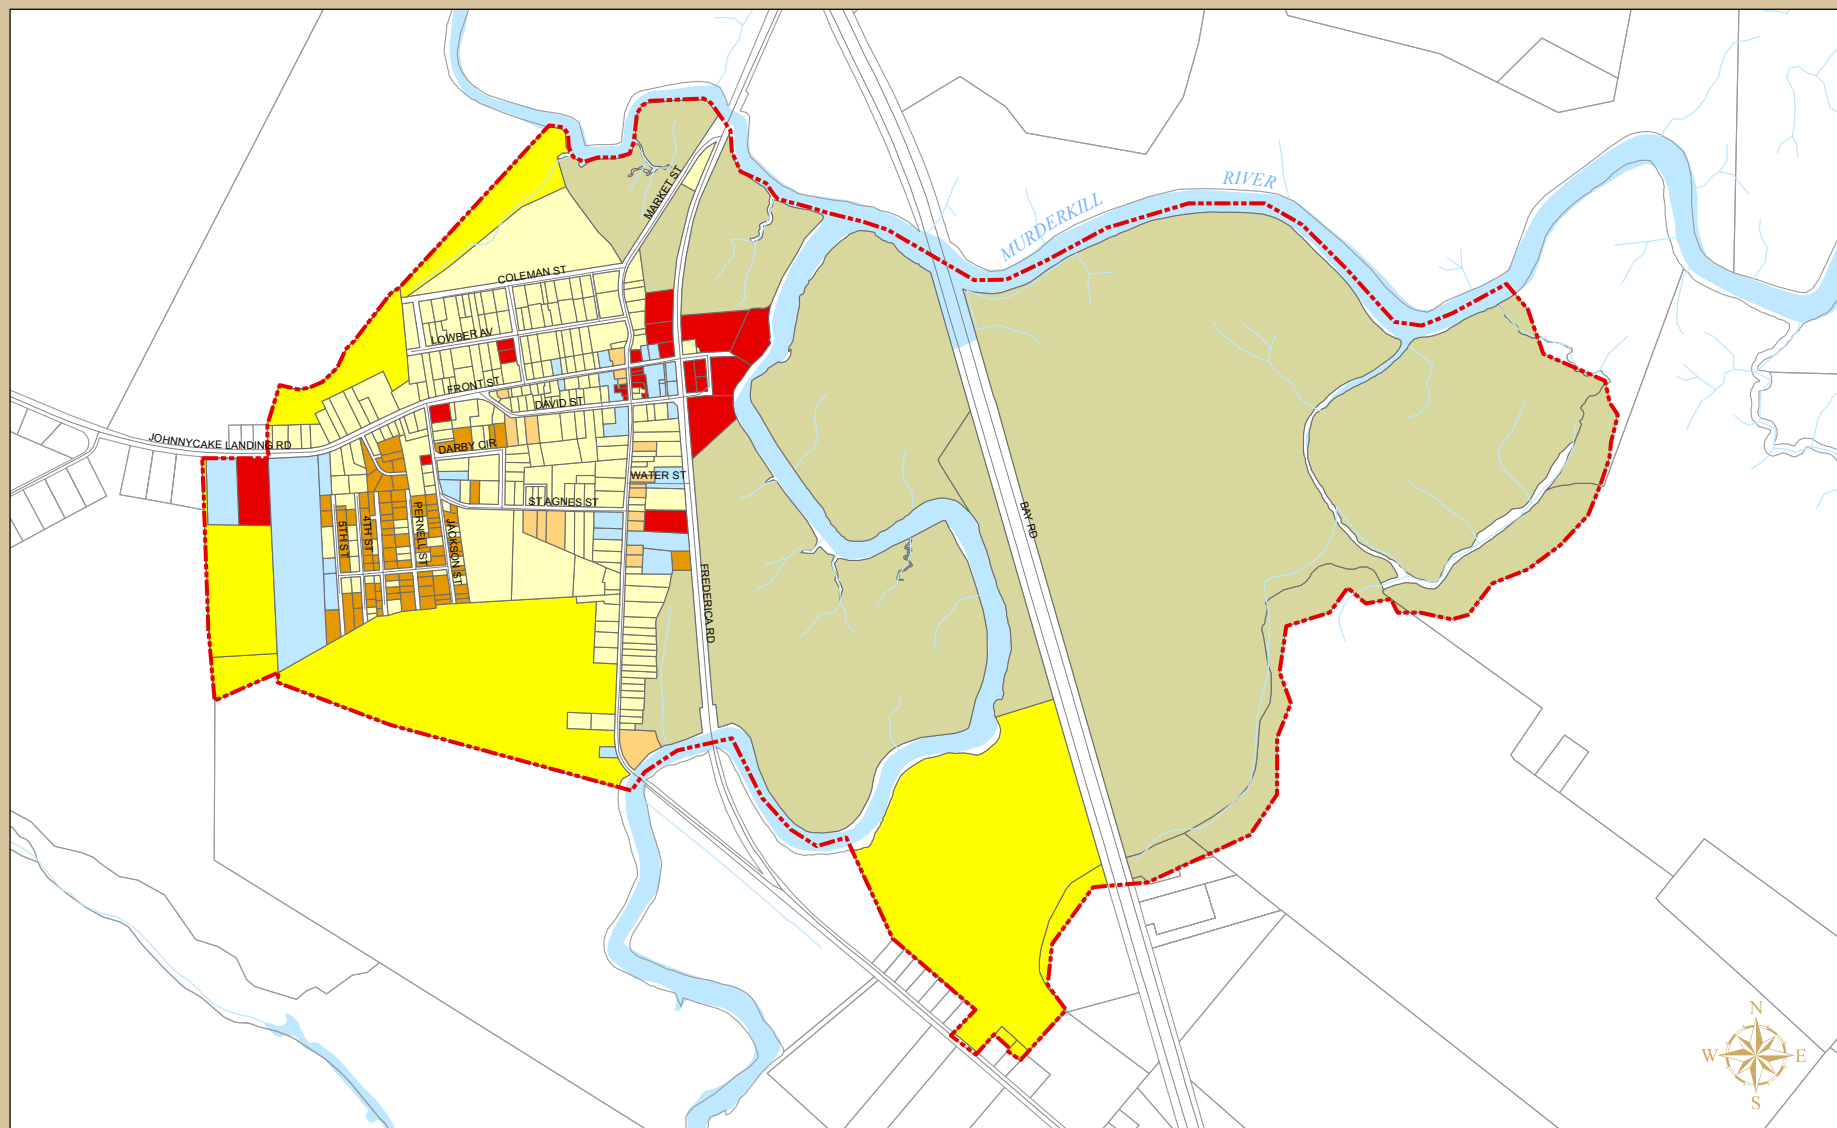 RIVER
MURDERKILL
MARKET ST
COLEMAN ST
LOWBER AV
FRONT ST
DAVID ST
JOHNNYCAKE LANDING RD
DARBY CIR
WATER ST
ST AGNES ST
5TH ST
4TH ST
PERNELL ST
JACKSON ST
BAY RD
FREDERICA RD
N
W E
S